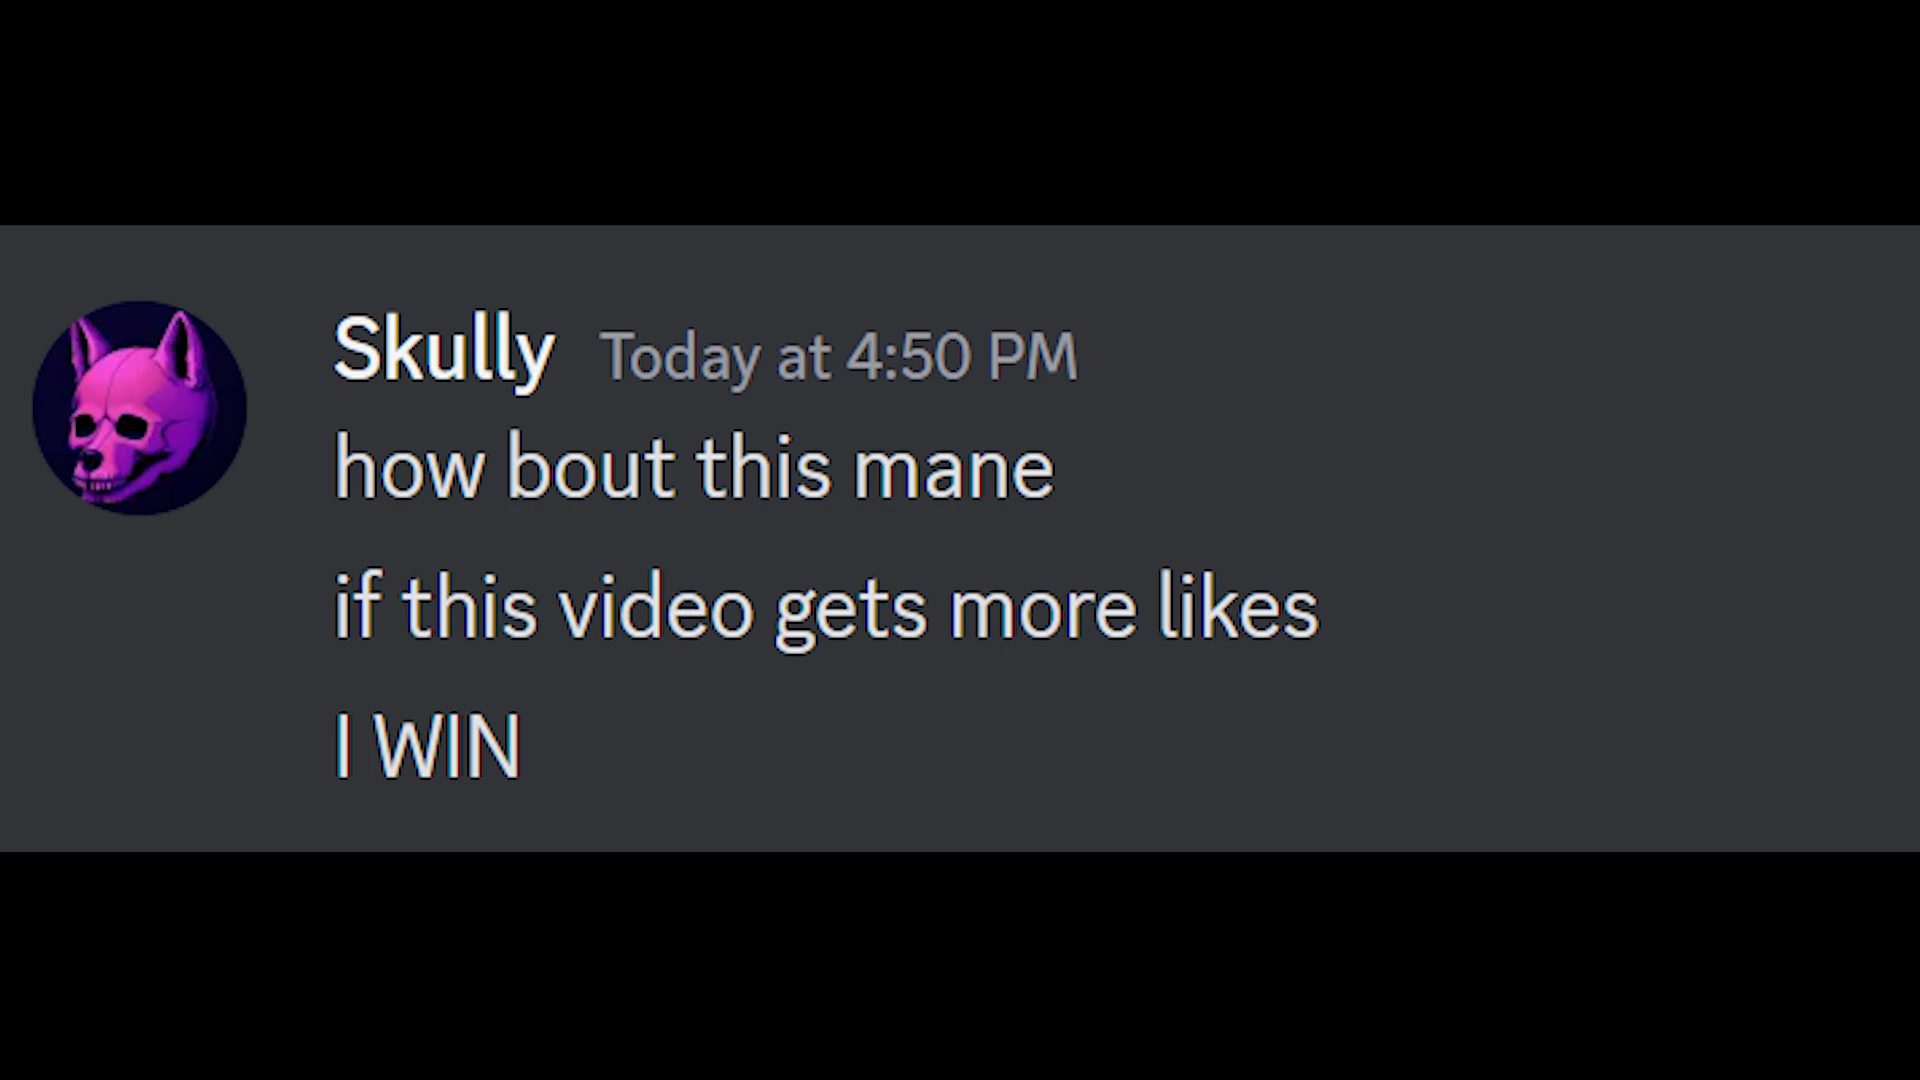 Skully Today at 4:50 PM
how bout this mane
if this video gets more likes
I WIN